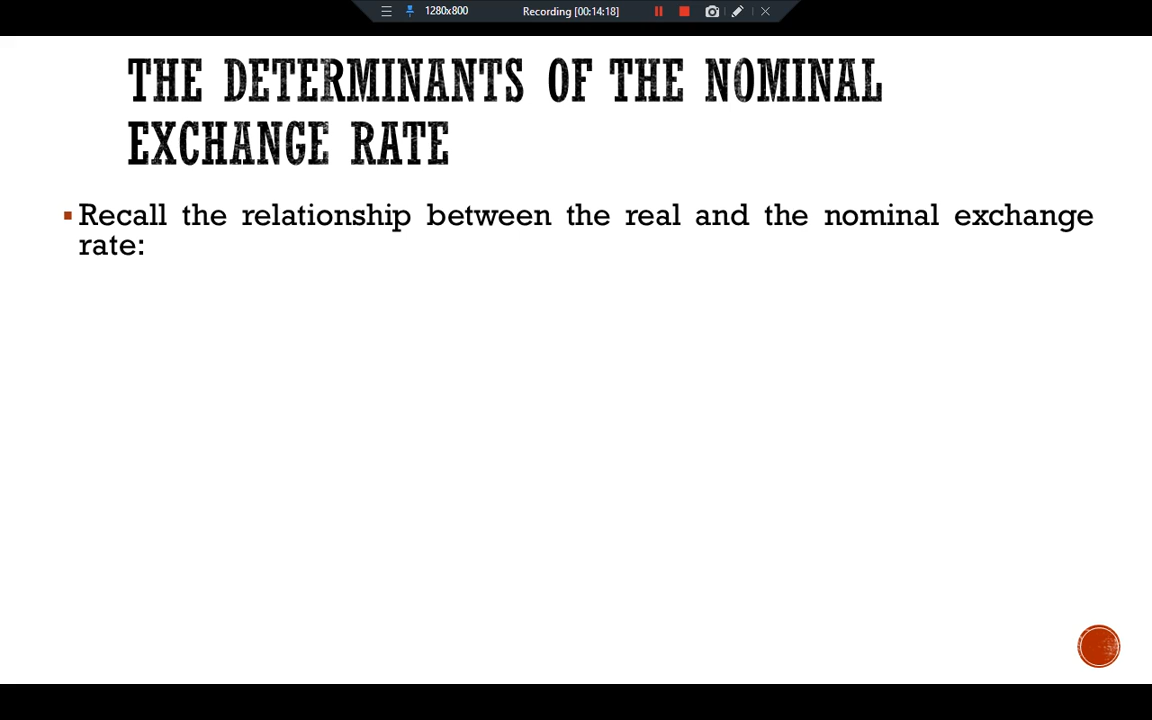 1280x800 Recording [00:14:18]
THE DETERMINANTS OF THE NOMINAL
EXCHANGE RATE
▪Recall the relationship between the real and the nominal exchange
rate: